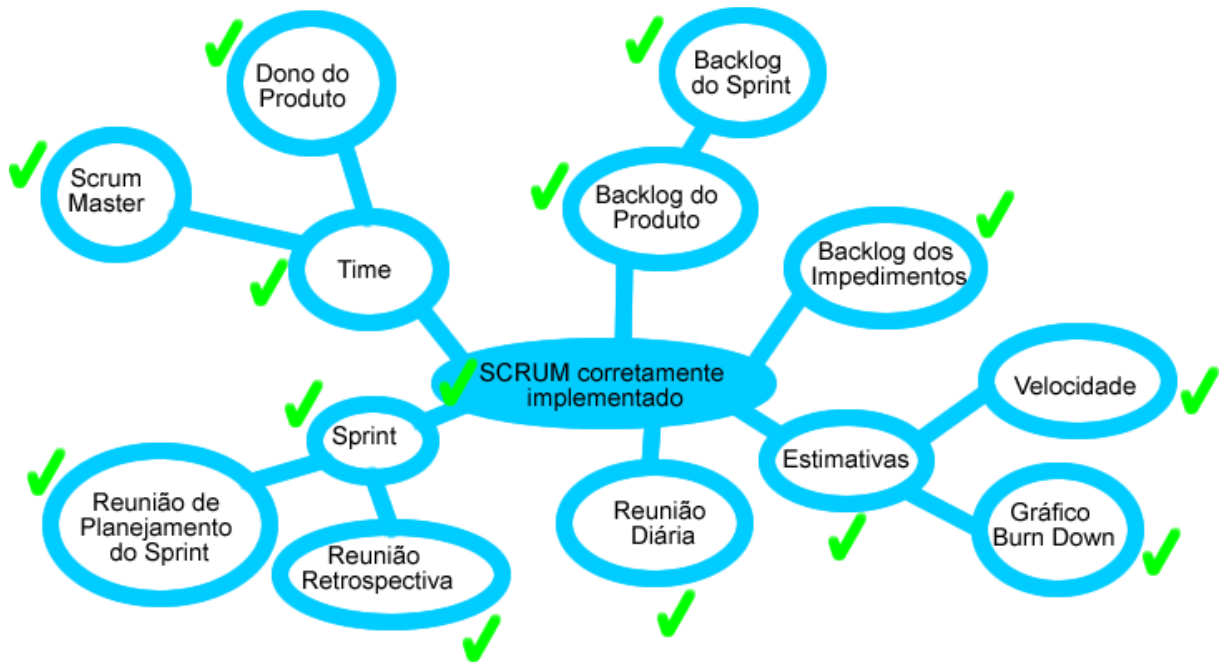 Dono do
Produto
Backlog
do Sprint
Scrum
Master
Backlog do
Produto
Time
Backlog dos
Impedimentos
SCRUM corretamente
implementado
Velocidade
Sprint
Estimativas
Reunião de
Planejamento
do Sprint
Reunião
Retrospectiva
Reunião
Diária
Gráfico
Burn Down